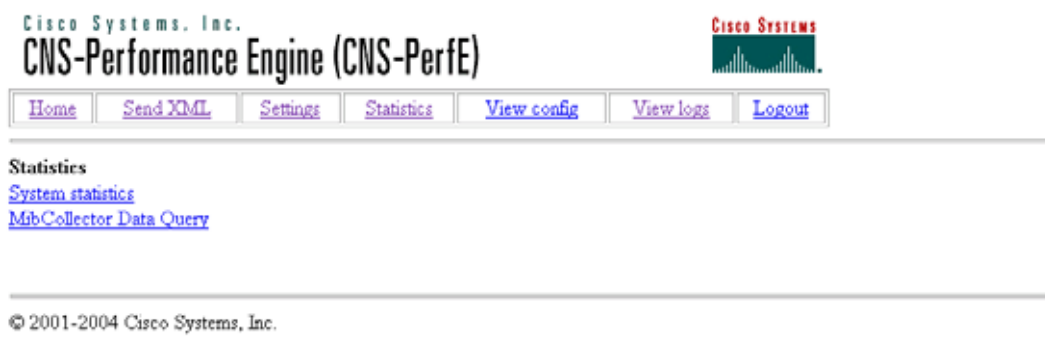 Cisco Systems, Inc.
CNS-Performance Engine (CNS-PerfE)
CISCO SYSTEMS
Home Send XML Settings Statistics View config View logs Logout
Statistics
System statistics
MibCollector Data Query
© 2001-2004 Cisco Systems, Inc.